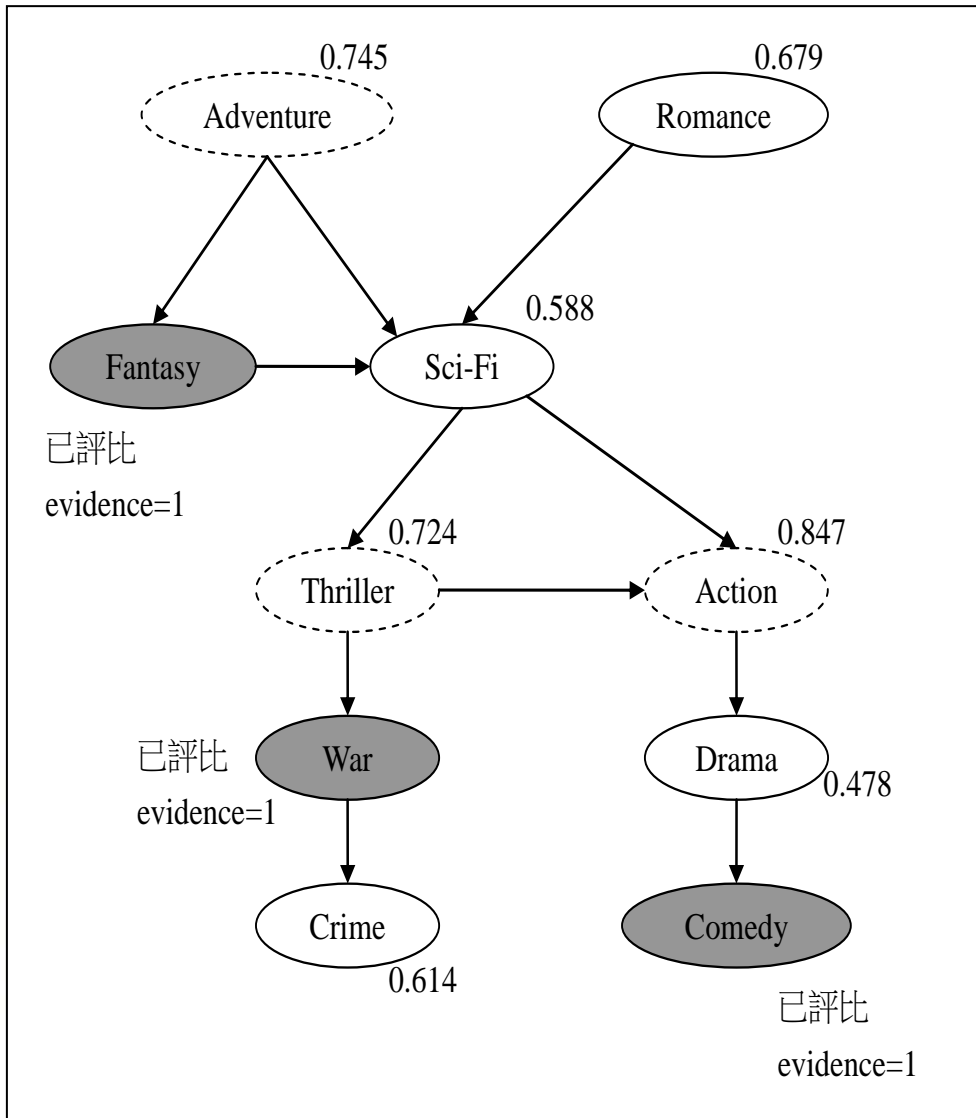 0.745
0.679
Adventure
Romance
0.588
Fantasy
Sci-Fi
已評比
evidence=1
0.724
0.847
Thriller
Action
已評比
evidence=1
War
Drama
0.478
Crime
0.614
Comedy
已評比
evidence=1